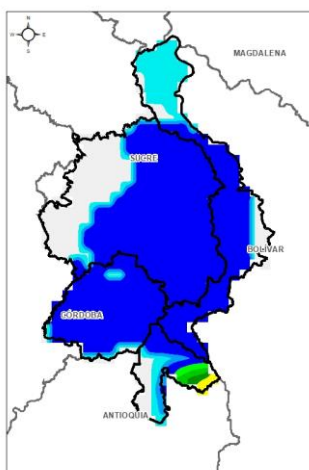 N
W E
S
MAGDALENA
SUCRE
BOLIVAR
CÓRDOBA
ANTIOQUIA